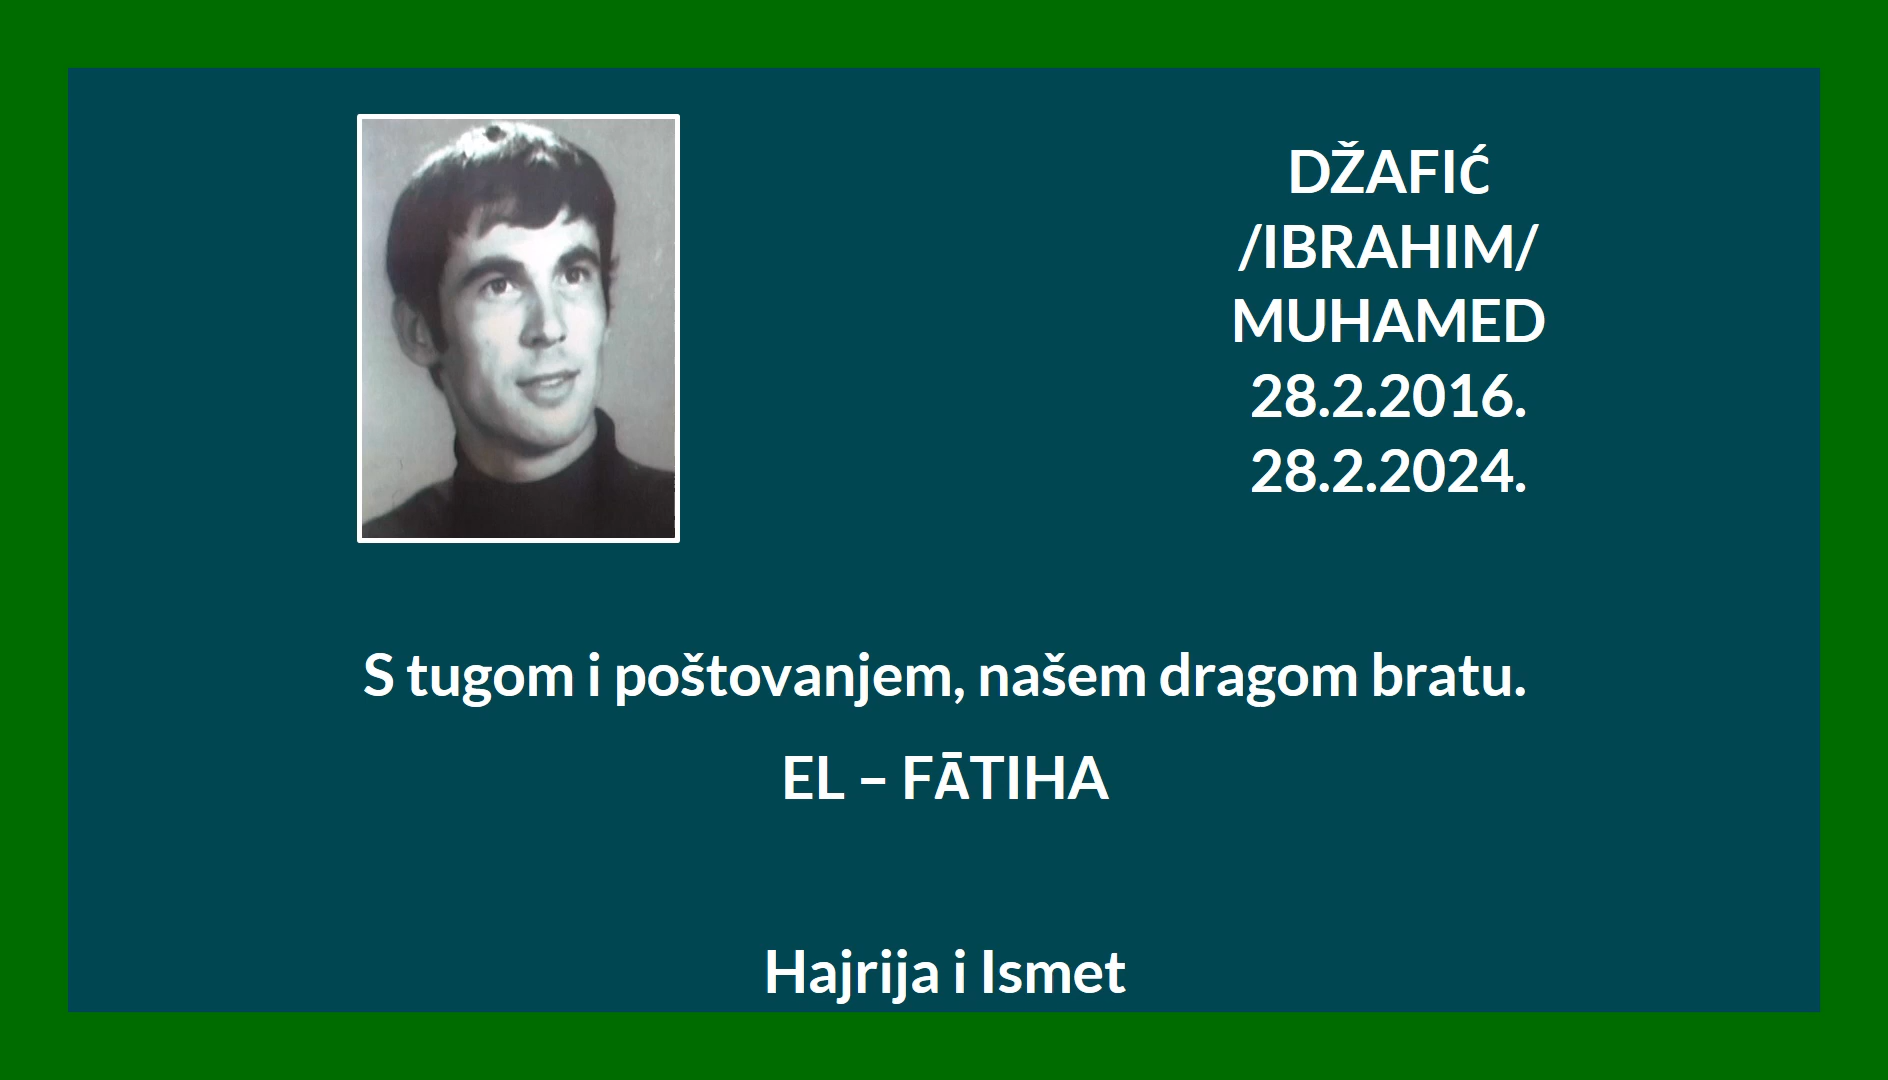 DŽAFIĆ
/IBRAHIM/
MUHAMED
28.2.2016.
28.2.2024.
S tugom i poštovanjem, našem dragom bratu.
EL – FĀTIHA
Hajrija i Ismet